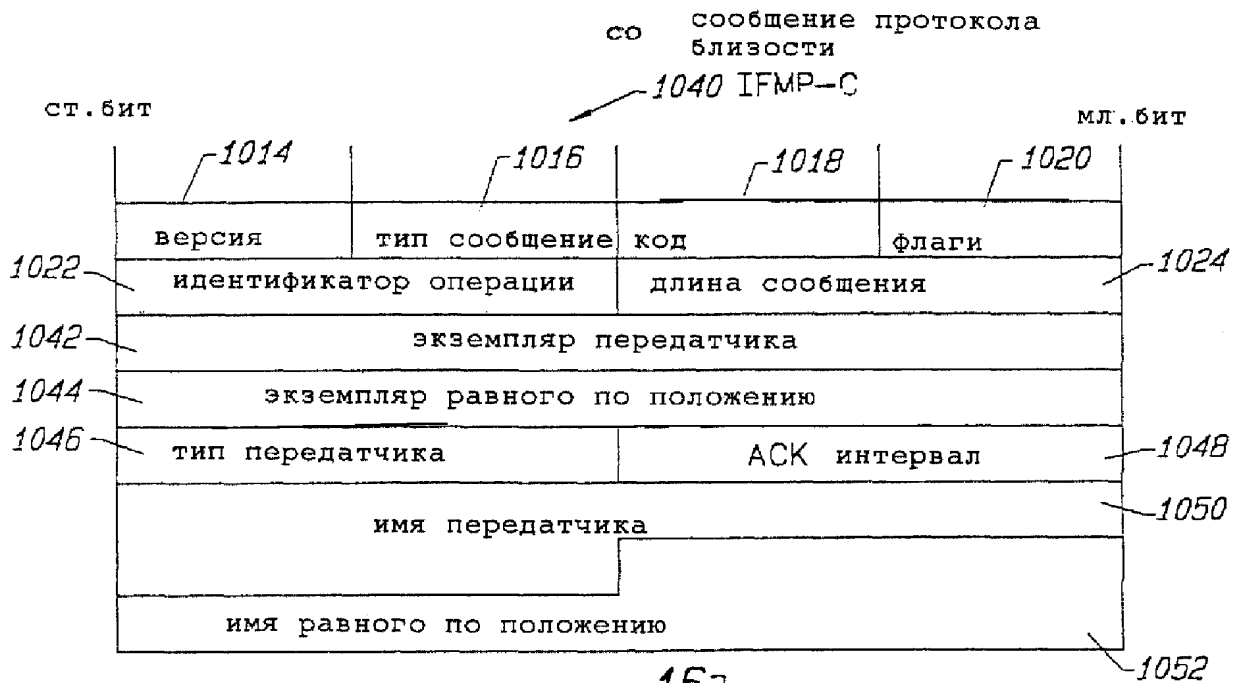 со сообщение протокола
близости
1040 IFMP-C
ст.бит мл.бит
1014 1016 1018 1020
версия тип сообщение код флаги
1022 идентификатор операции длина сообщения 1024
1042 экземпляр передатчика
1044 экземпляр равного по положению
1046 тип передатчика ACK интервал 1048
имя передатчика 1050
имя равного по положению
1052